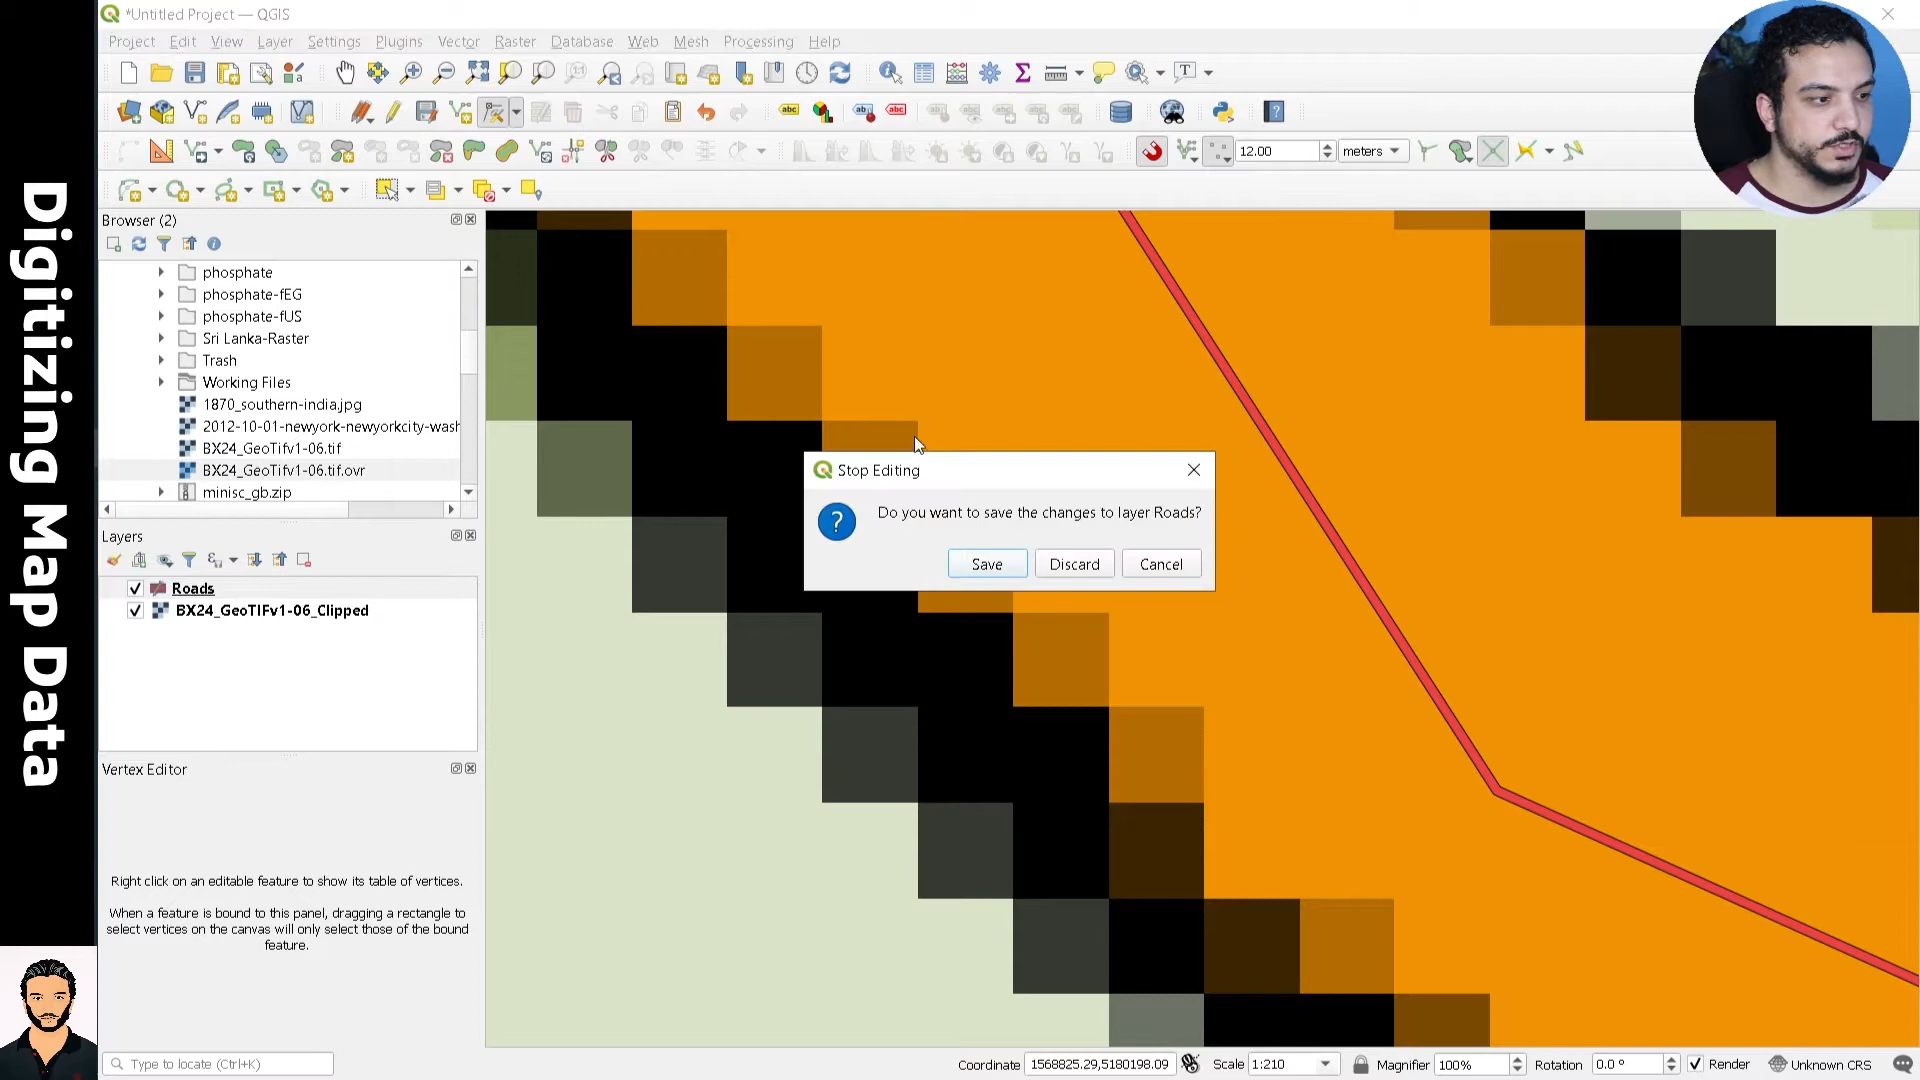 *Untitled Project — QGIS
Project Edit View Layer Settings Plugins Vector Raster Database Web Mesh Processing Help
12.00
meters
Digitizing Map Data
Browser (2)
phosphate
phosphate-fEG
phosphate-fUS
Sri Lanka-Raster
Trash
Working Files
1870_southern-india.jpg
2012-10-01-newyork-newyorkcity-wash
BX24_GeoTifv1-06.tif
BX24_GeoTifv1-06.tif.ovr
minisc_gb.zip
Layers
Roads
BX24_GeoTIFv1-06_Clipped
Stop Editing
Do you want to save the changes to layer Roads?
Save Discard Cancel
Vertex Editor
Right click on an editable feature to show its table of vertices.
When a feature is bound to this panel, dragging a rectangle to
select vertices on the canvas will only select those of the bound
feature.
Type to locate (Ctrl+K)
Coordinate 1568825.29,5180198.09 Scale 1:210 Magnifier 100% Rotation 0.0 ° Render Unknown CRS